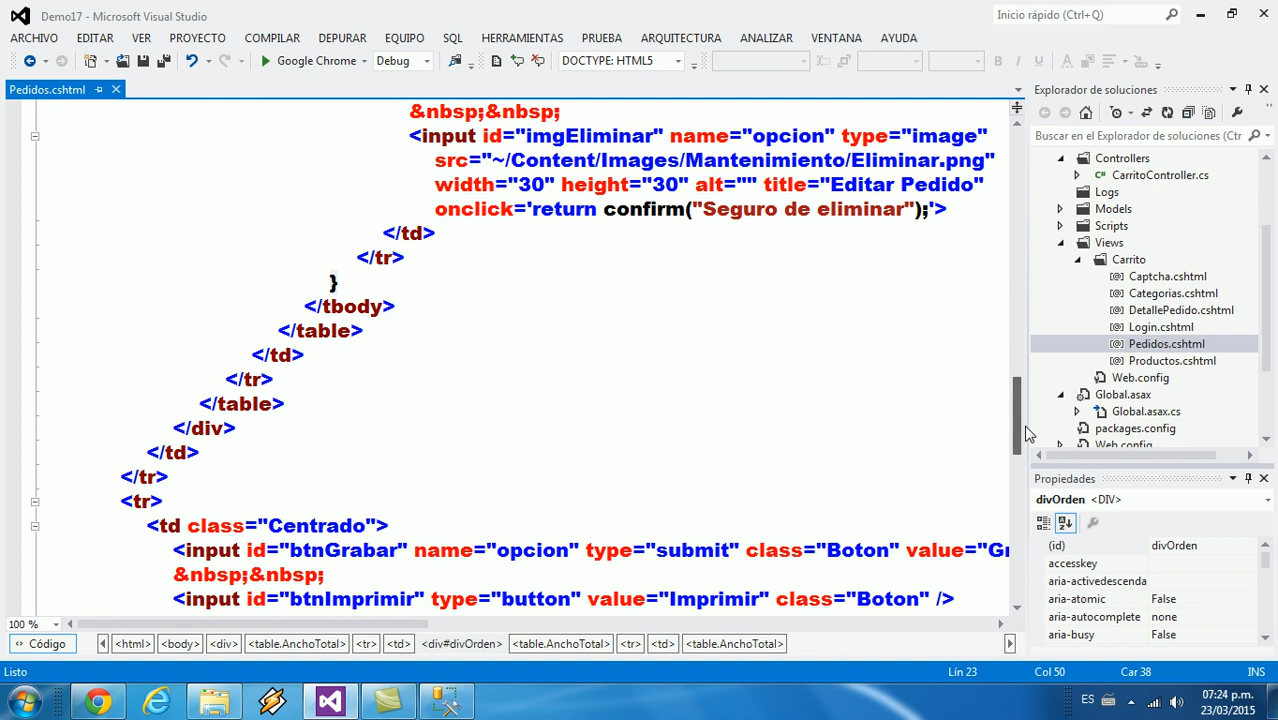 Demo17 - Microsoft Visual Studio
Inicio rápido (Ctrl+Q)
ARCHIVO EDITAR VER PROYECTO COMPILAR DEPURAR EQUIPO SQL HERRAMIENTAS PRUEBA ARQUITECTURA ANALIZAR VENTANA AYUDA
Google Chrome Debug DOCTYPE: HTML5
Pedidos.cshtml
&nbsp;&nbsp;
<input id="imgEliminar" name="opcion" type="image"
src="~/Content/Images/Mantenimiento/Eliminar.png"
width="30" height="30" alt="" title="Editar Pedido"
onclick='return confirm("Seguro de eliminar");'>
</td>
</tr>
}
</tbody>
</table>
</td>
</tr>
</table>
</div>
</td>
</tr>
<tr>
<td class="Centrado">
<input id="btnGrabar" name="opcion" type="submit" class="Boton" value="Gr
&nbsp;&nbsp;
<input id="btnImprimir" type="button" value="Imprimir" class="Boton" />
100 %
Código <html> <body> <div> <table.AnchoTotal> <tr> <td> <div#divOrden> <table.AnchoTotal> <tr> <td> <table.AnchoTotal>
Explorador de soluciones
Buscar en el Explorador de soluciones (Ctr
Controllers
CarritoController.cs
Logs
Models
Scripts
Views
Carrito
Captcha.cshtml
Categorias.cshtml
DetallePedido.cshtml
Login.cshtml
Pedidos.cshtml
Productos.cshtml
Web.config
Global.asax
Global.asax.cs
packages.config
Web.config
Propiedades
divOrden <DIV>
(id) divOrden
accesskey
aria-activedescenda
aria-atomic False
aria-autocomplete none
aria-busy False
Listo Lín 23 Col 50 Car 38 INS
ES 07:24 p.m.
23/03/2015